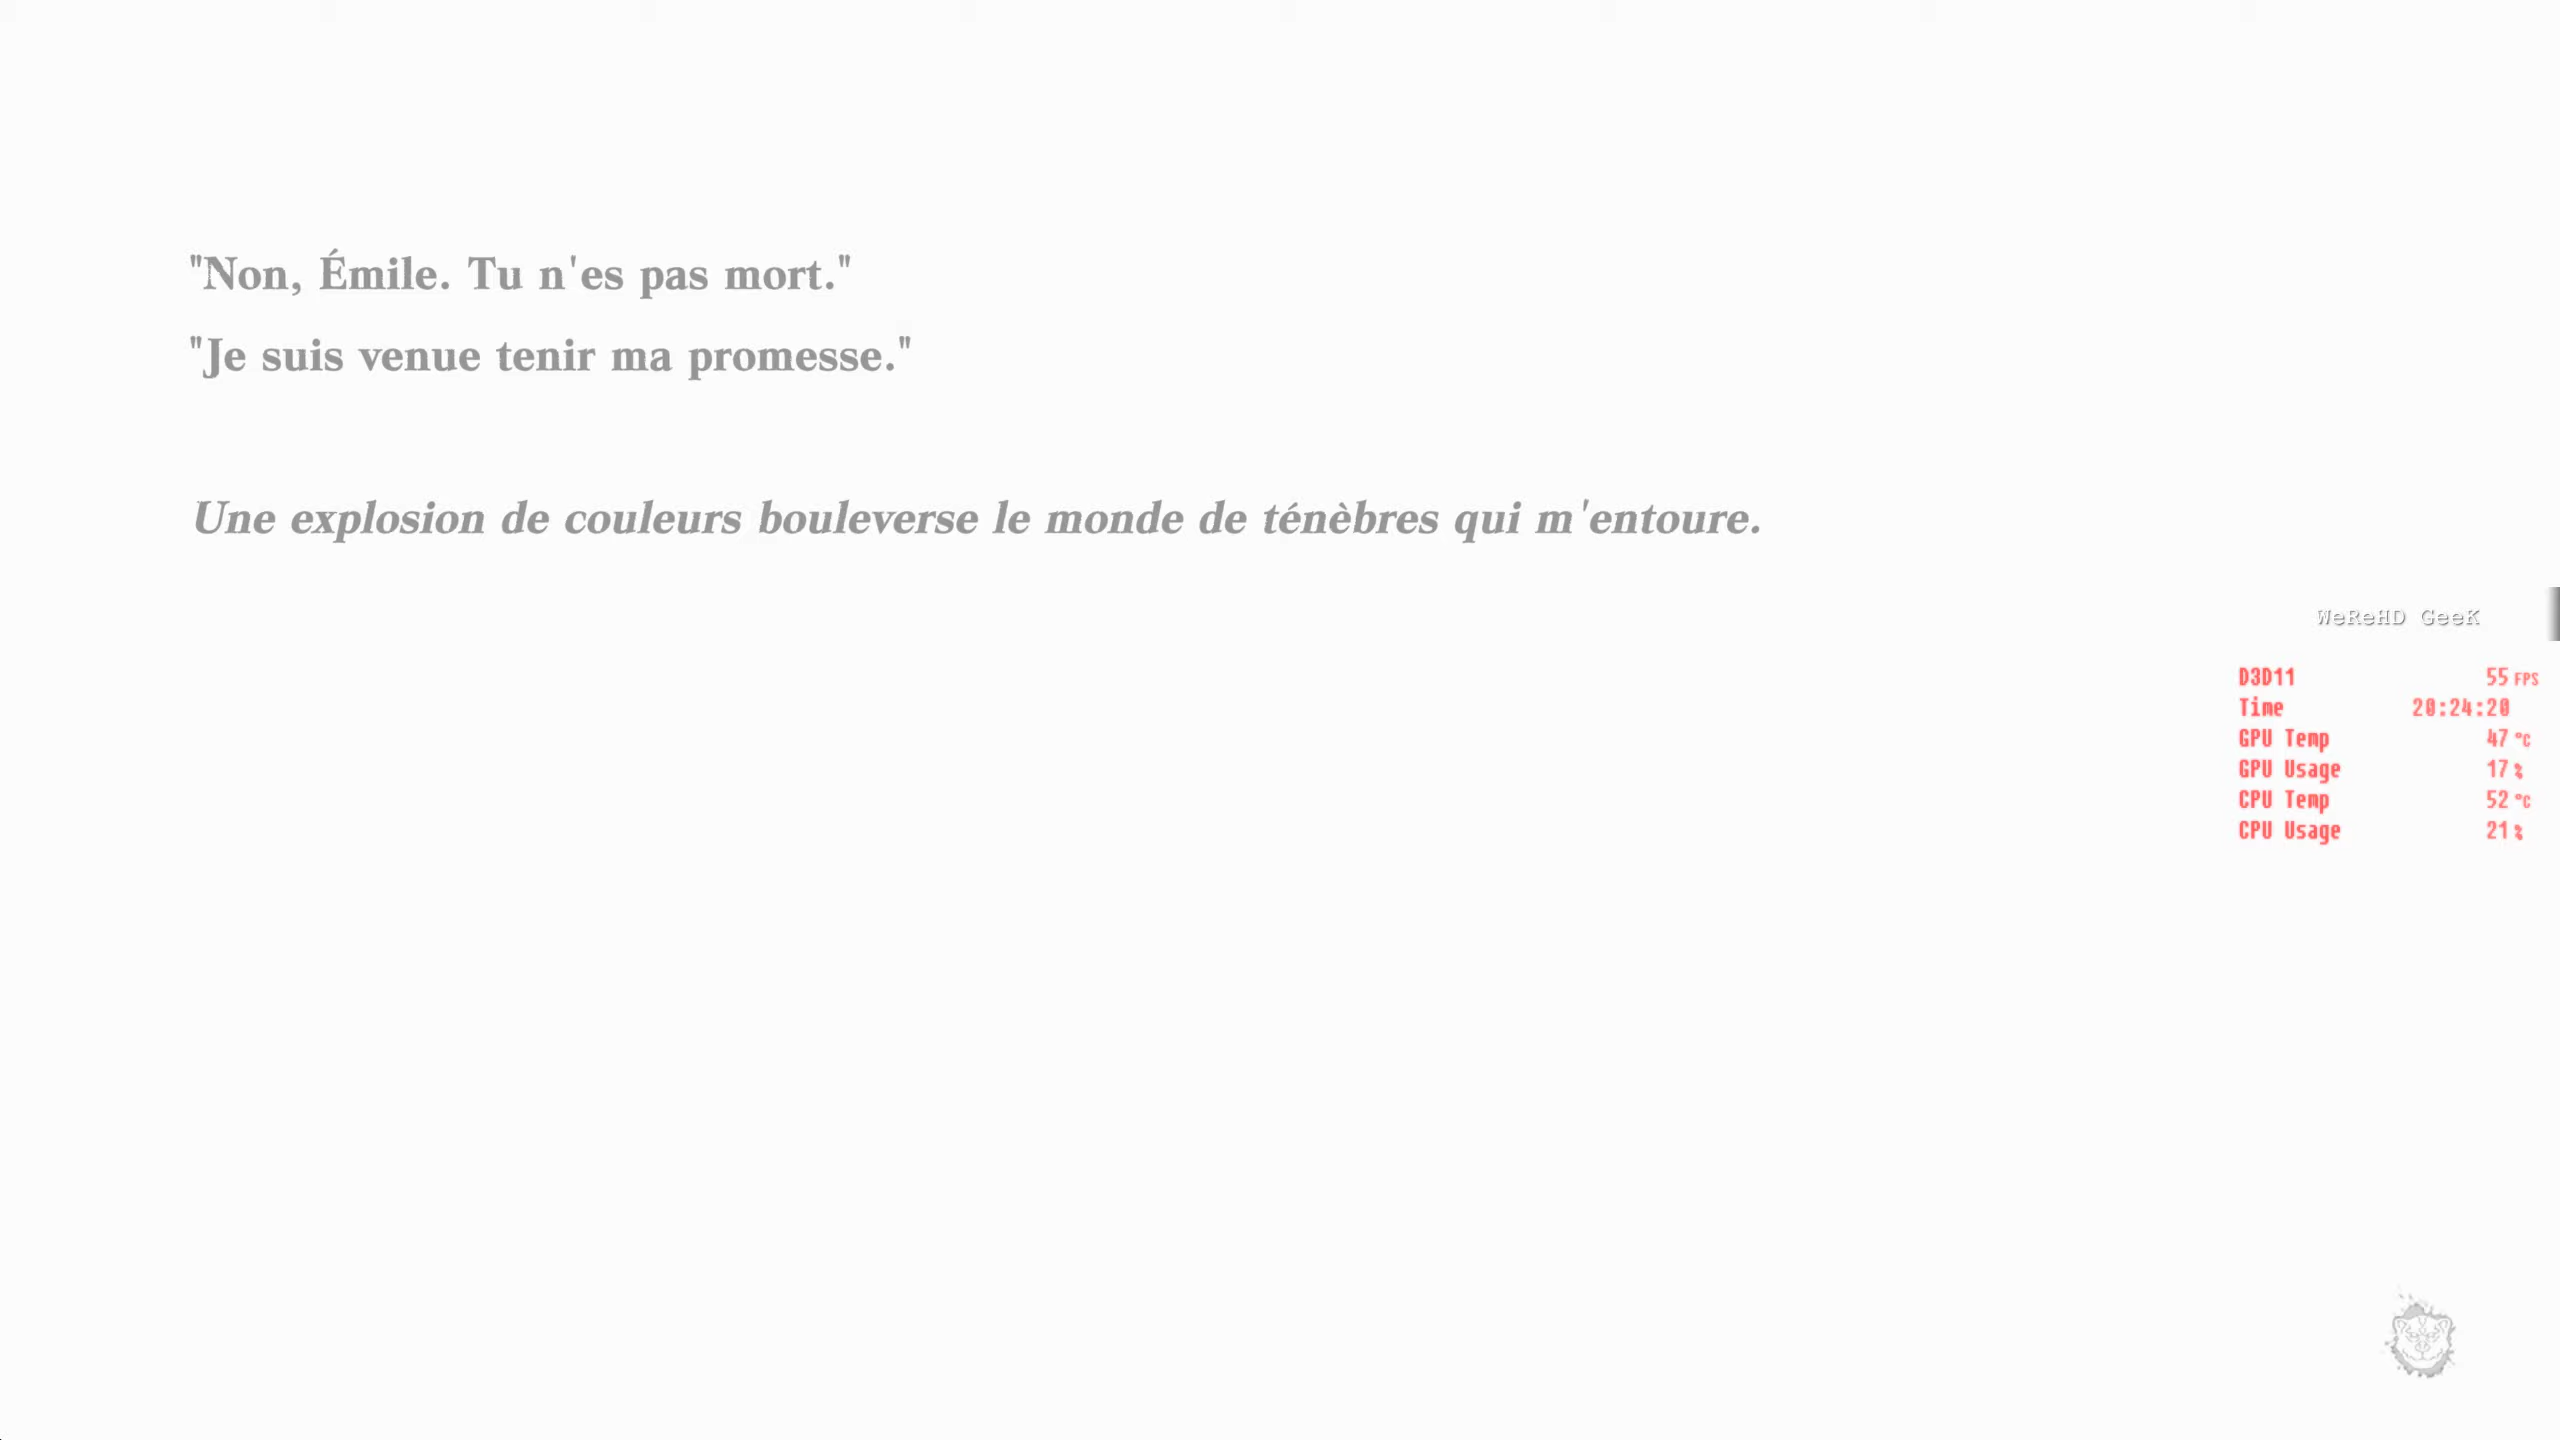 "Non, Émile. Tu n'es pas mort."
"Je suis venue tenir ma promesse."
Une explosion de couleurs bouleverse le monde de ténèbres qui m'entoure.
WeReHD GeeK
D3D11 55 FPS
Time 20:24:20
GPU Temp 47 °C
GPU Usage 17 %
CPU Temp 52 °C
CPU Usage 21 %